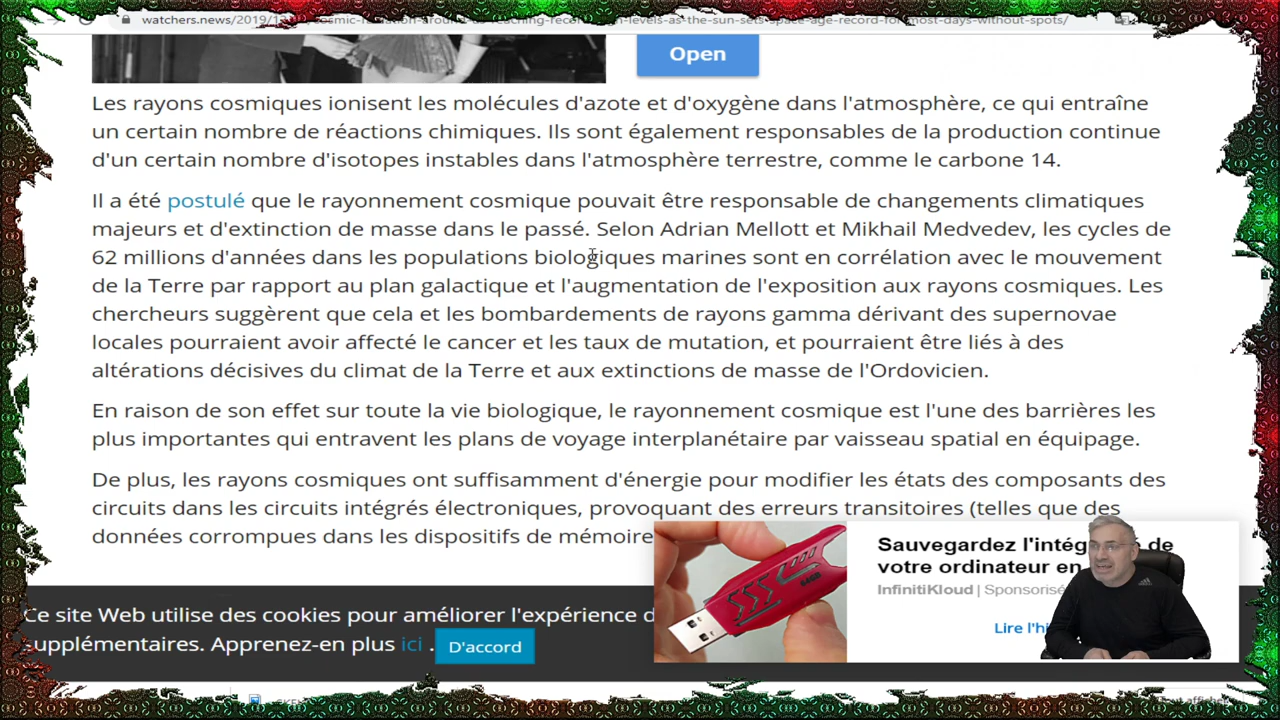 watchers.news/2019/12/
Open
Les rayons cosmiques ionisent les molécules d'azote et d'oxygène dans l'atmosphère, ce qui entraîne
un certain nombre de réactions chimiques. Ils sont également responsables de la production continue
d'un certain nombre d'isotopes instables dans l'atmosphère terrestre, comme le carbone 14.
Il a été postulé que le rayonnement cosmique pouvait être responsable de changements climatiques
majeurs et d'extinction de masse dans le passé. Selon Adrian Mellott et Mikhail Medvedev, les cycles de
62 millions d'années dans les populations biologiques marines sont en corrélation avec le mouvement
de la Terre par rapport au plan galactique et l'augmentation de l'exposition aux rayons cosmiques. Les
chercheurs suggèrent que cela et les bombardements de rayons gamma dérivant des supernovae
locales pourraient avoir affecté le cancer et les taux de mutation, et pourraient être liés à des
altérations décisives du climat de la Terre et aux extinctions de masse de l'Ordovicien.
En raison de son effet sur toute la vie biologique, le rayonnement cosmique est l'une des barrières les
plus importantes qui entravent les plans de voyage interplanétaire par vaisseau spatial en équipage.
De plus, les rayons cosmiques ont suffisamment d'énergie pour modifier les états des composants des
circuits dans les circuits intégrés électroniques, provoquant des erreurs transitoires (telles que des
données corrompues dans les dispositifs de mémoire
Sauvegardez de
votre ordinateur en
InfinitiKloud | Sponsorisé
Lire
64GB
Ce site Web utilise des cookies pour améliorer l'expérience
supplémentaires. Apprenez-en plus ici .
D'accord